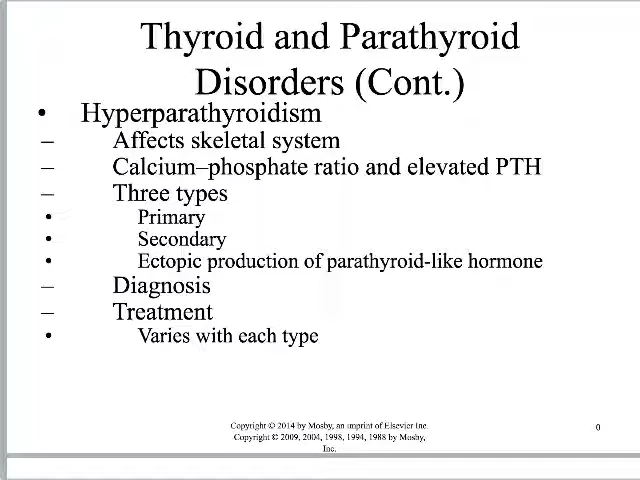 Thyroid and Parathyroid
Disorders (Cont.)
• Hyperparathyroidism
– Affects skeletal system
– Calcium–phosphate ratio and elevated PTH
– Three types
• Primary
• Secondary
• Ectopic production of parathyroid-like hormone
– Diagnosis
– Treatment
• Varies with each type
Copyright © 2014 by Mosby, an imprint of Elsevier Inc.
Copyright © 2009, 2004, 1998, 1994, 1988 by Mosby,
Inc.
0